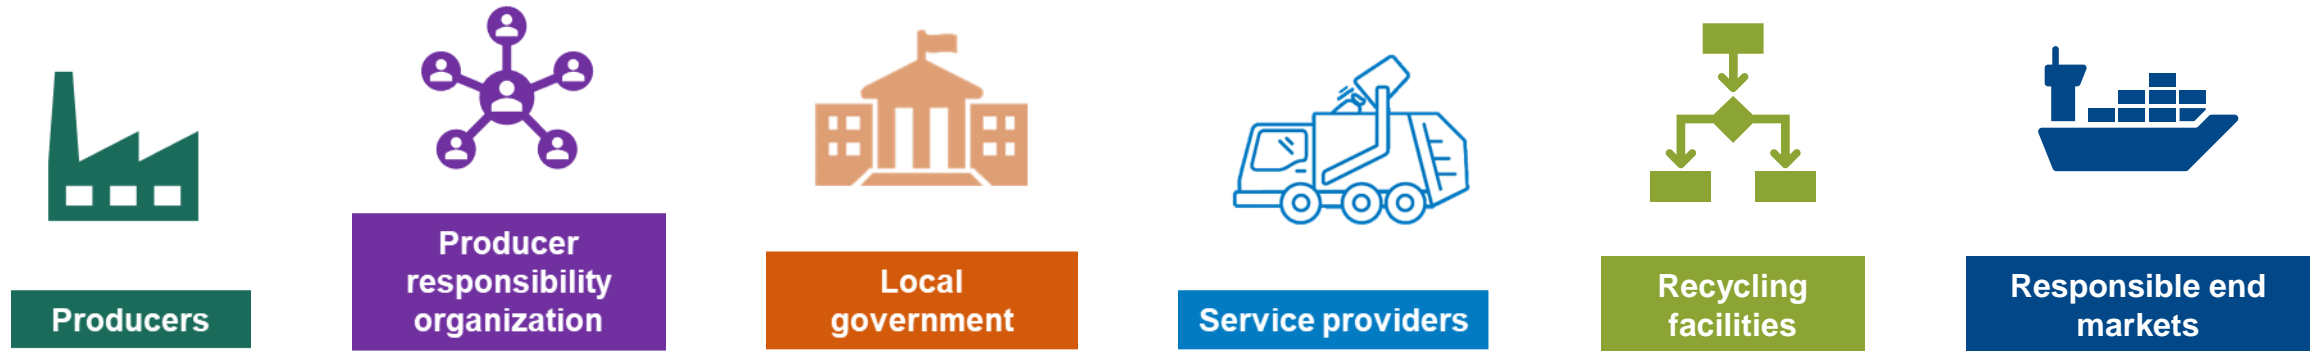 Producers
Producer
responsibility
organization
Local
government
Service providers
Recycling
facilities
Responsible end
markets